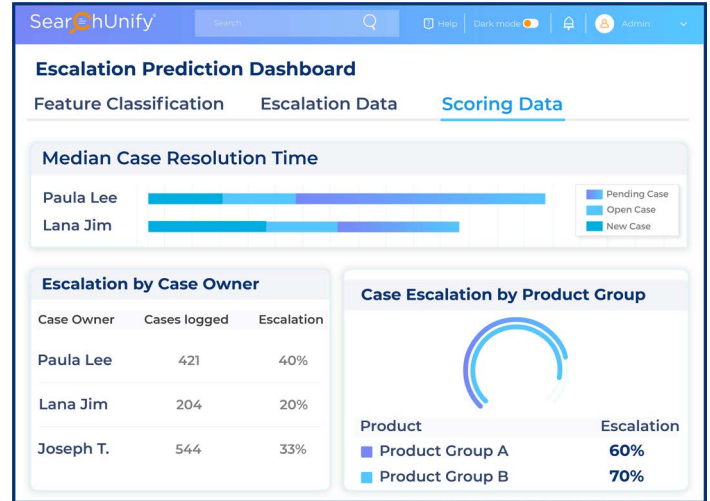 SearchUnify
Search
Help
Dark mode
Admin
Escalation Prediction Dashboard
Feature Classification Escalation Data Scoring Data
Median Case Resolution Time
Paula Lee
Lana Jim
Pending Case
Open Case
New Case
Escalation by Case Owner
Case Owner Cases logged Escalation
Paula Lee 421 40%
Lana Jim 204 20%
Joseph T. 544 33%
Case Escalation by Product Group
Product Escalation
Product Group A 60%
Product Group B 70%